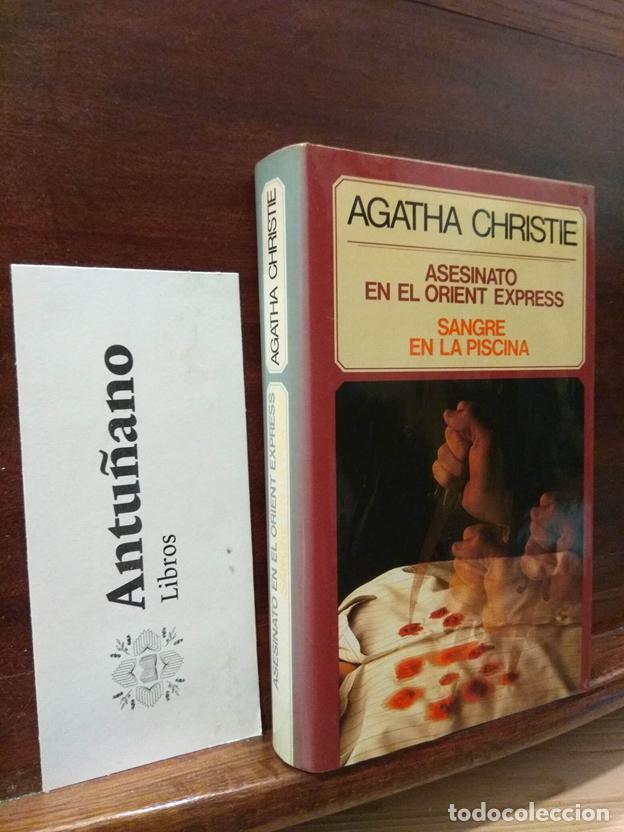 Antuñano
Libros
AGATHA CHRISTIE
ASESINATO EN EL ORIENT EXPRESS
AGATHA CHRISTIE
ASESINATO
EN EL ORIENT EXPRESS
SANGRE
EN LA PISCINA
todocoleccion